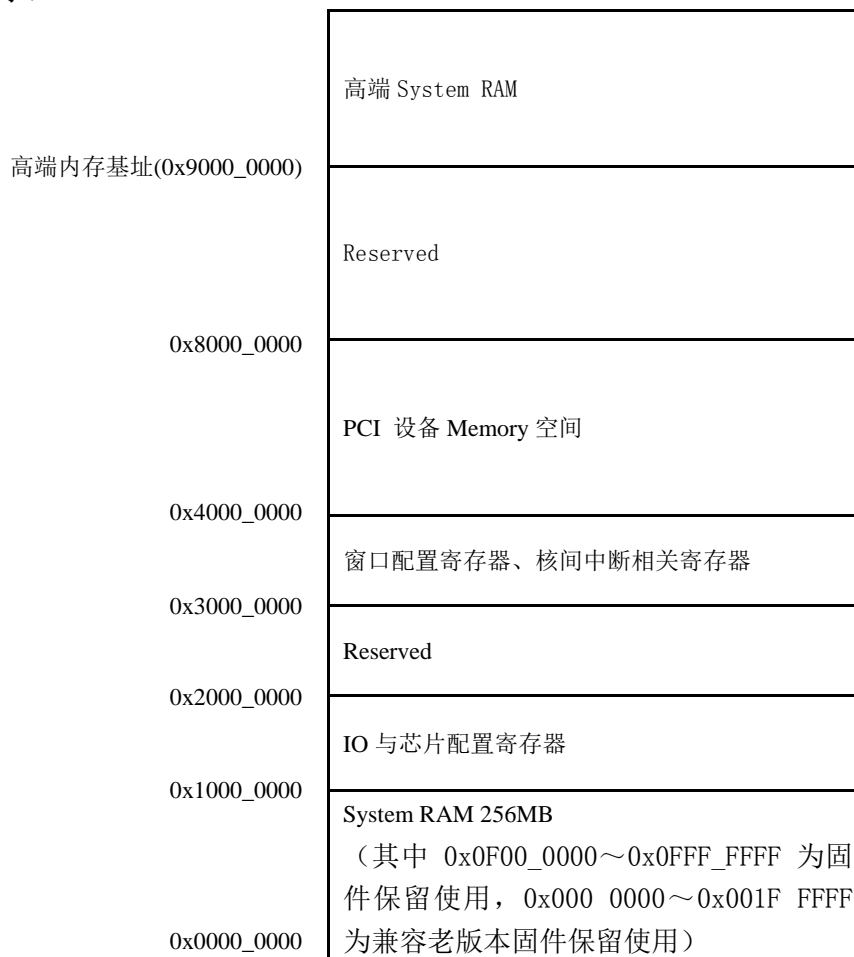 高端 System RAM
高端内存基址(0x9000_0000)
Reserved
0x8000_0000
PCI 设备 Memory 空间
0x4000_0000
窗口配置寄存器、核间中断相关寄存器
0x3000_0000
Reserved
0x2000_0000
IO 与芯片配置寄存器
0x1000_0000
System RAM 256MB
（其中 0x0F00_0000～0x0FFF_FFFF 为固
件保留使用，0x000 0000～0x001F FFFF
为兼容老版本固件保留使用）
0x0000_0000